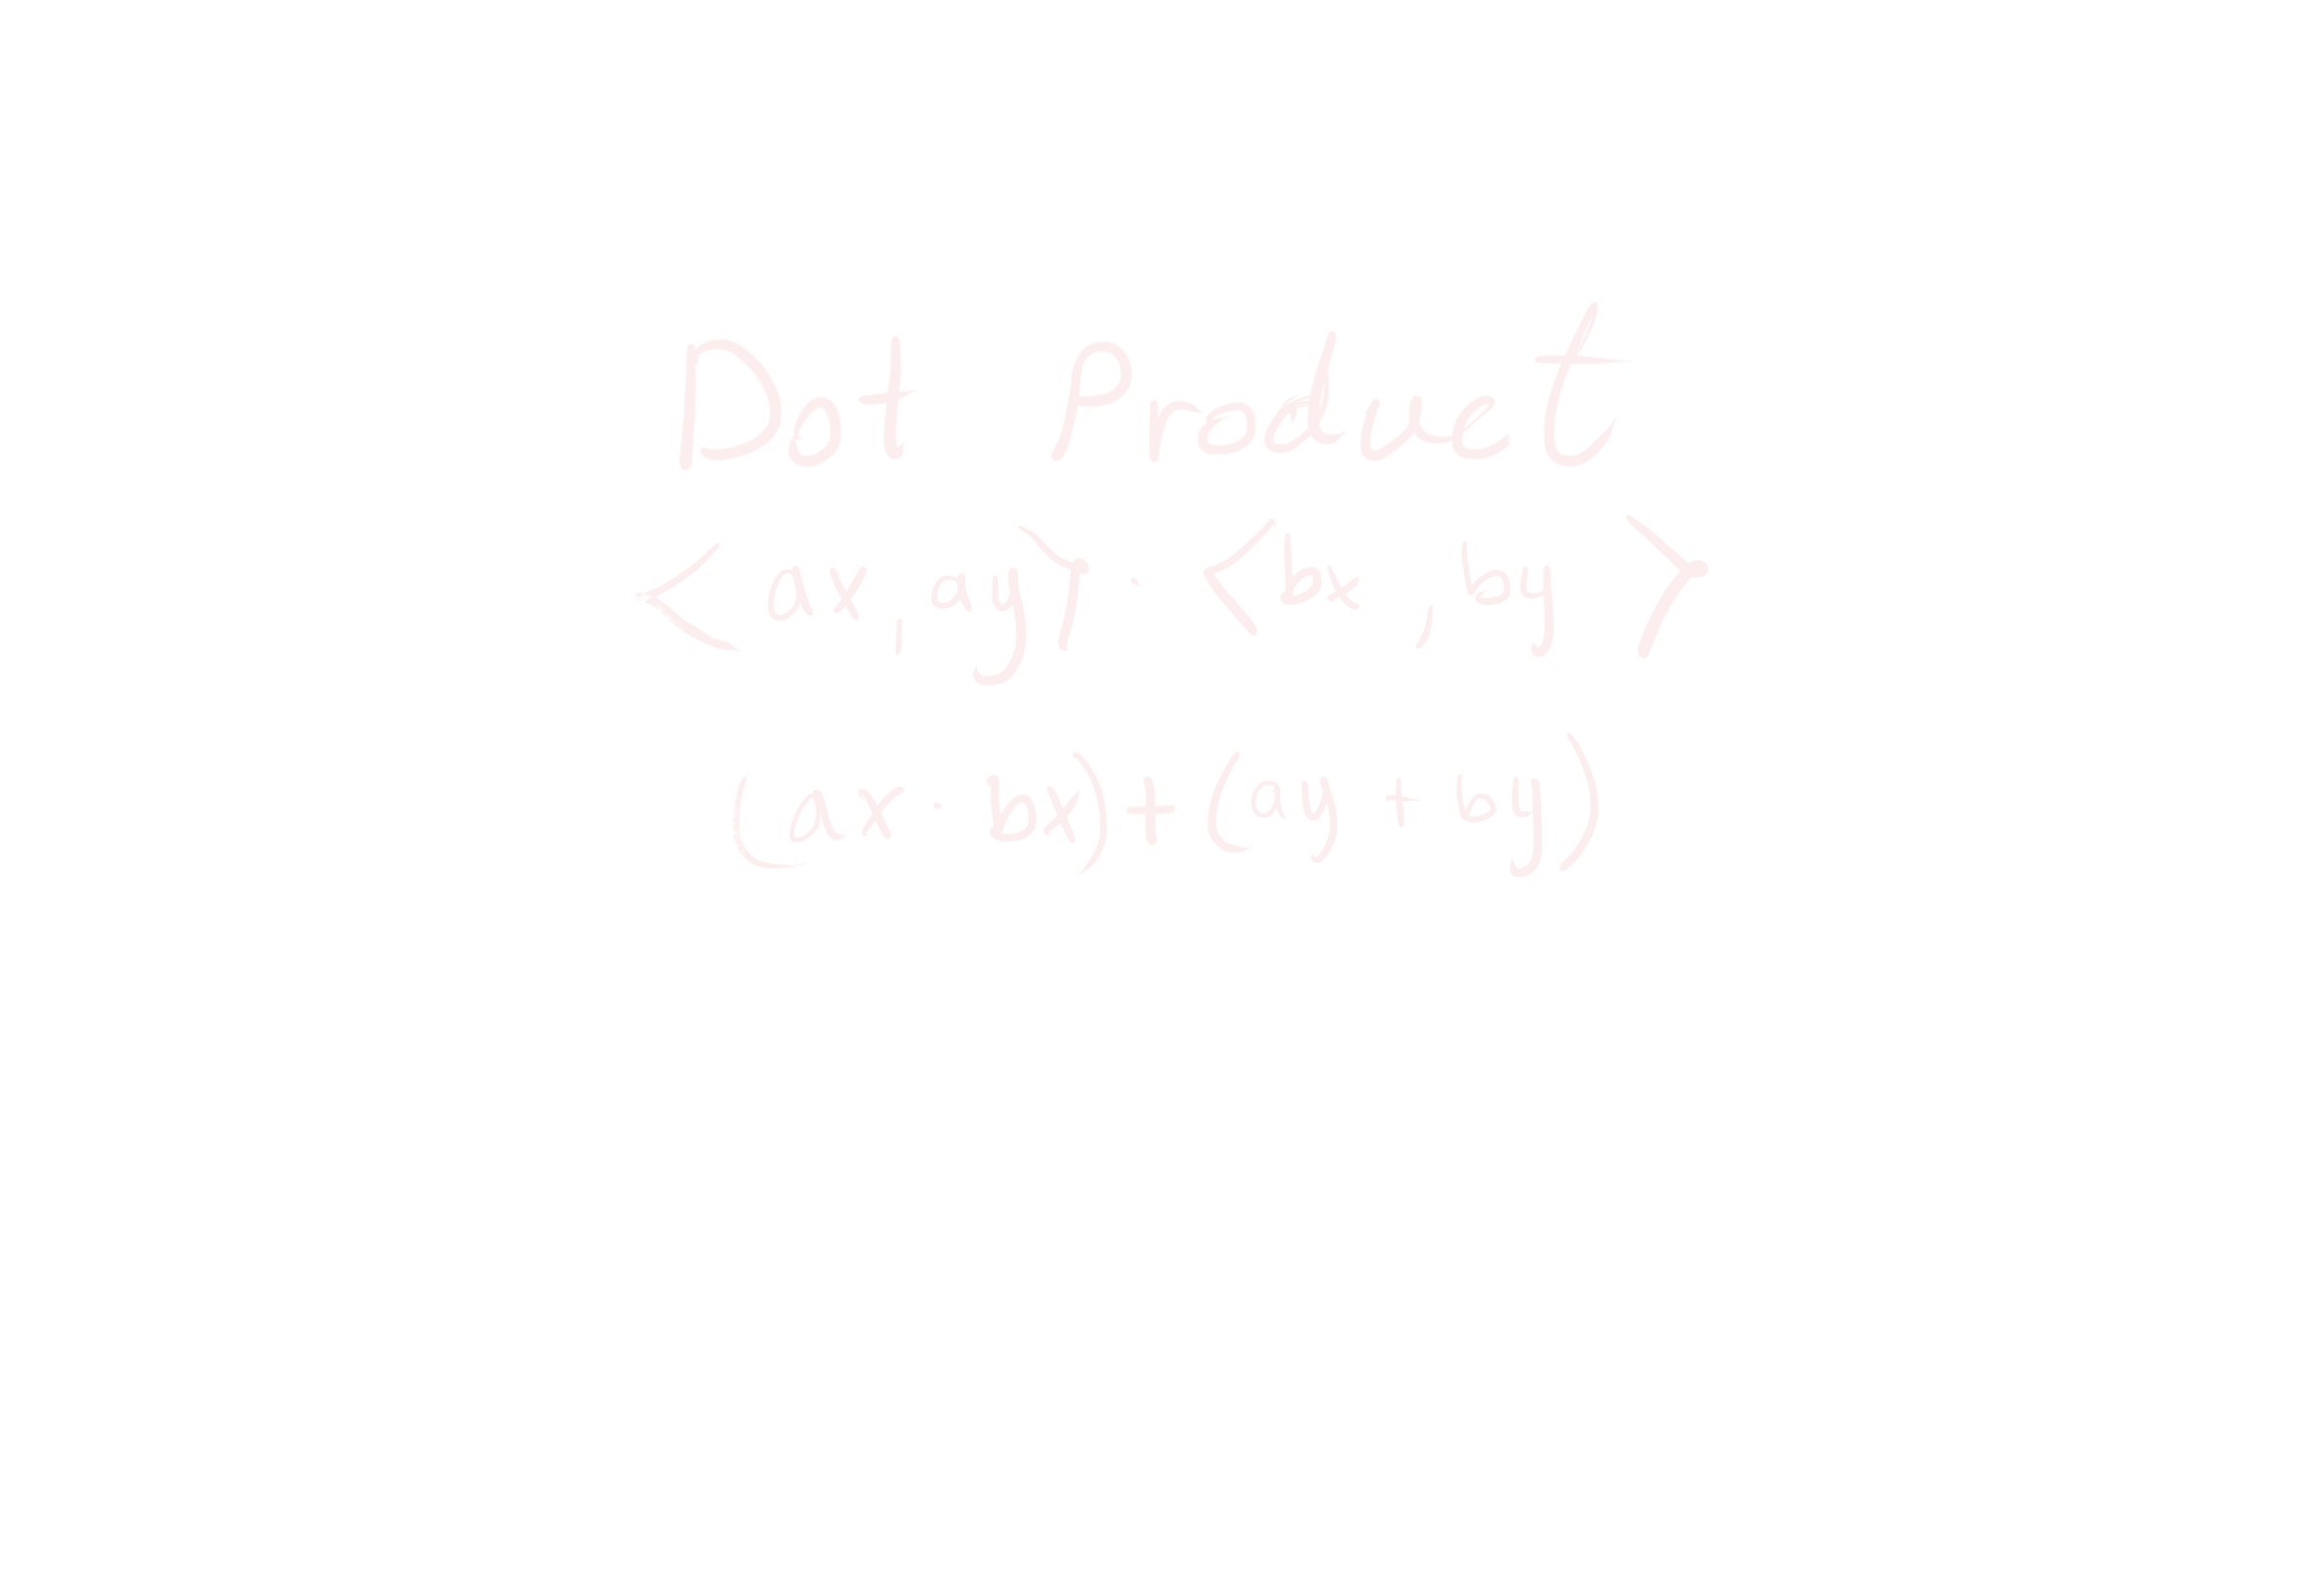 Dot Product
<ax, ay> · <bx, by>
(ax · bx) + (ay + by)